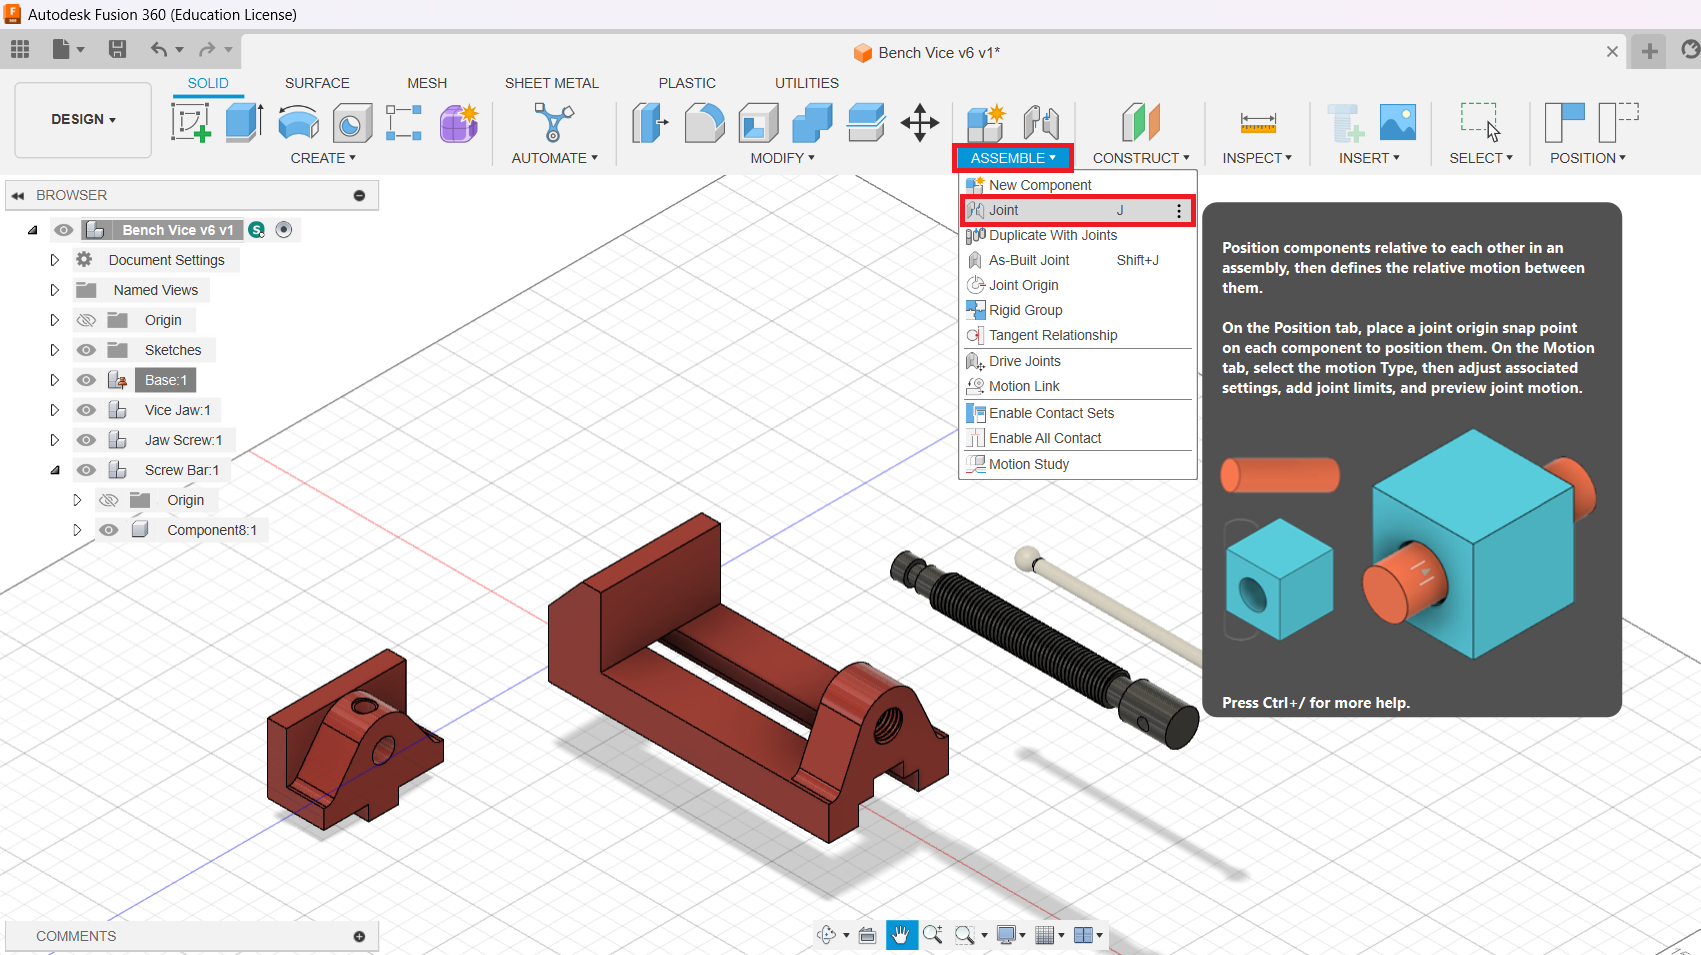 Autodesk Fusion 360 (Education License)
Bench Vice v6 v1*
SOLID SURFACE MESH SHEET METAL PLASTIC UTILITIES
DESIGN
CREATE AUTOMATE MODIFY ASSEMBLE CONSTRUCT INSPECT INSERT SELECT POSITION
BROWSER
Bench Vice v6 v1
Document Settings
Named Views
Origin
Sketches
Base:1
Vice Jaw:1
Jaw Screw:1
Screw Bar:1
Origin
Component8:1
New Component
Joint J
Duplicate With Joints
As-Built Joint Shift+J
Joint Origin
Rigid Group
Tangent Relationship
Drive Joints
Motion Link
Enable Contact Sets
Enable All Contact
Motion Study
Position components relative to each other in an
assembly, then defines the relative motion between
them.
On the Position tab, place a joint origin snap point
on each component to position them. On the Motion
tab, select the motion Type, then adjust associated
settings, add joint limits, and preview joint motion.
Press Ctrl+/ for more help.
COMMENTS